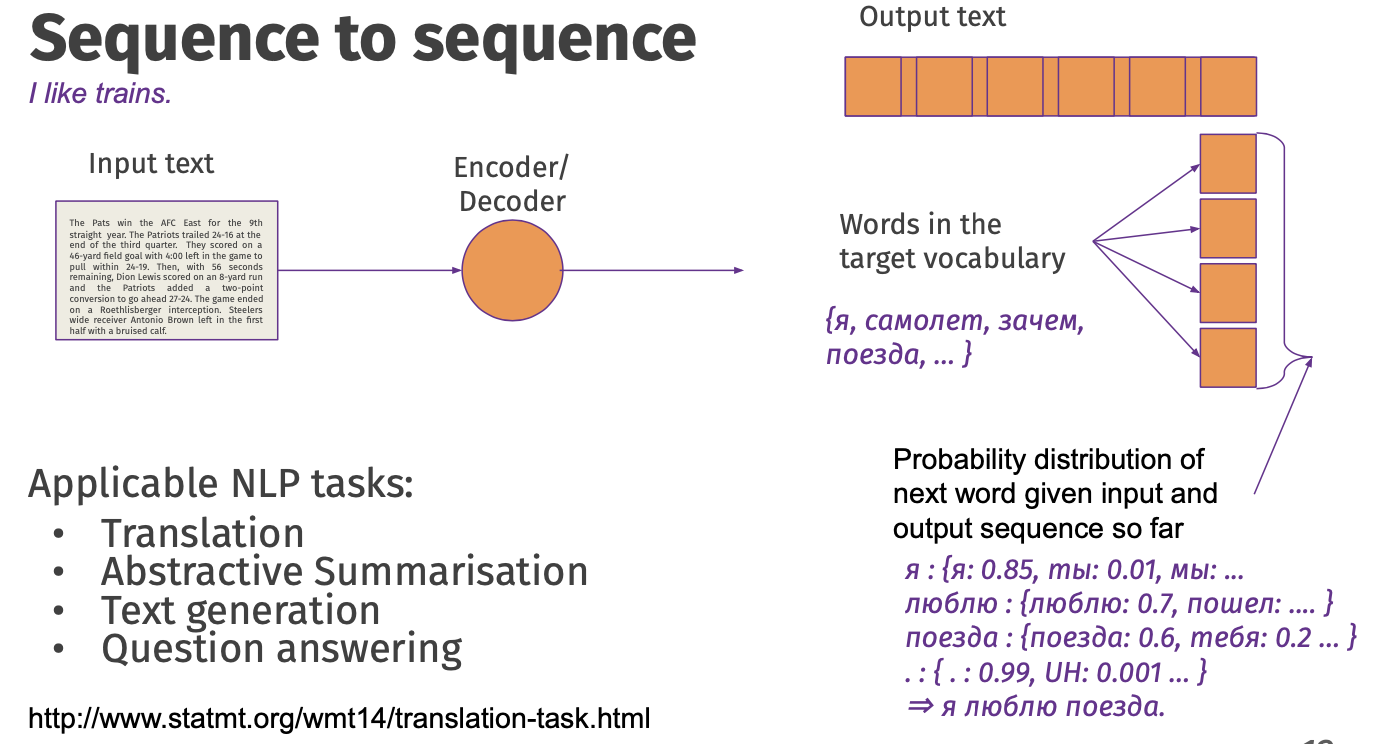 Sequence to sequence
I like trains.
Input text
The Pats win the AFC East for the 9th
straight year. The Patriots trailed 24-16 at the
end of the third quarter. They scored on a
46-yard field goal with 4:00 left in the game to
pull within 24-19. Then, with 56 seconds
remaining, Dion Lewis scored on an 8-yard run
and the Patriots added a two-point
conversion to go ahead 27-24. The game ended
on a Roethlisberger interception. Steelers
wide receiver Antonio Brown left in the first
half with a bruised calf.
Encoder/
Decoder
Output text
Words in the
target vocabulary
{я, самолет, зачем,
поезда, ... }
Probability distribution of
next word given input and
output sequence so far
я : {я: 0.85, ты: 0.01, мы: ...
люблю : {люблю: 0.7, пошел: .... }
поезда : {поезда: 0.6, тебя: 0.2 ... }
. : { . : 0.99, UH: 0.001 ... }
⇒ я люблю поезда.
Applicable NLP tasks:
• Translation
• Abstractive Summarisation
• Text generation
• Question answering
http://www.statmt.org/wmt14/translation-task.html